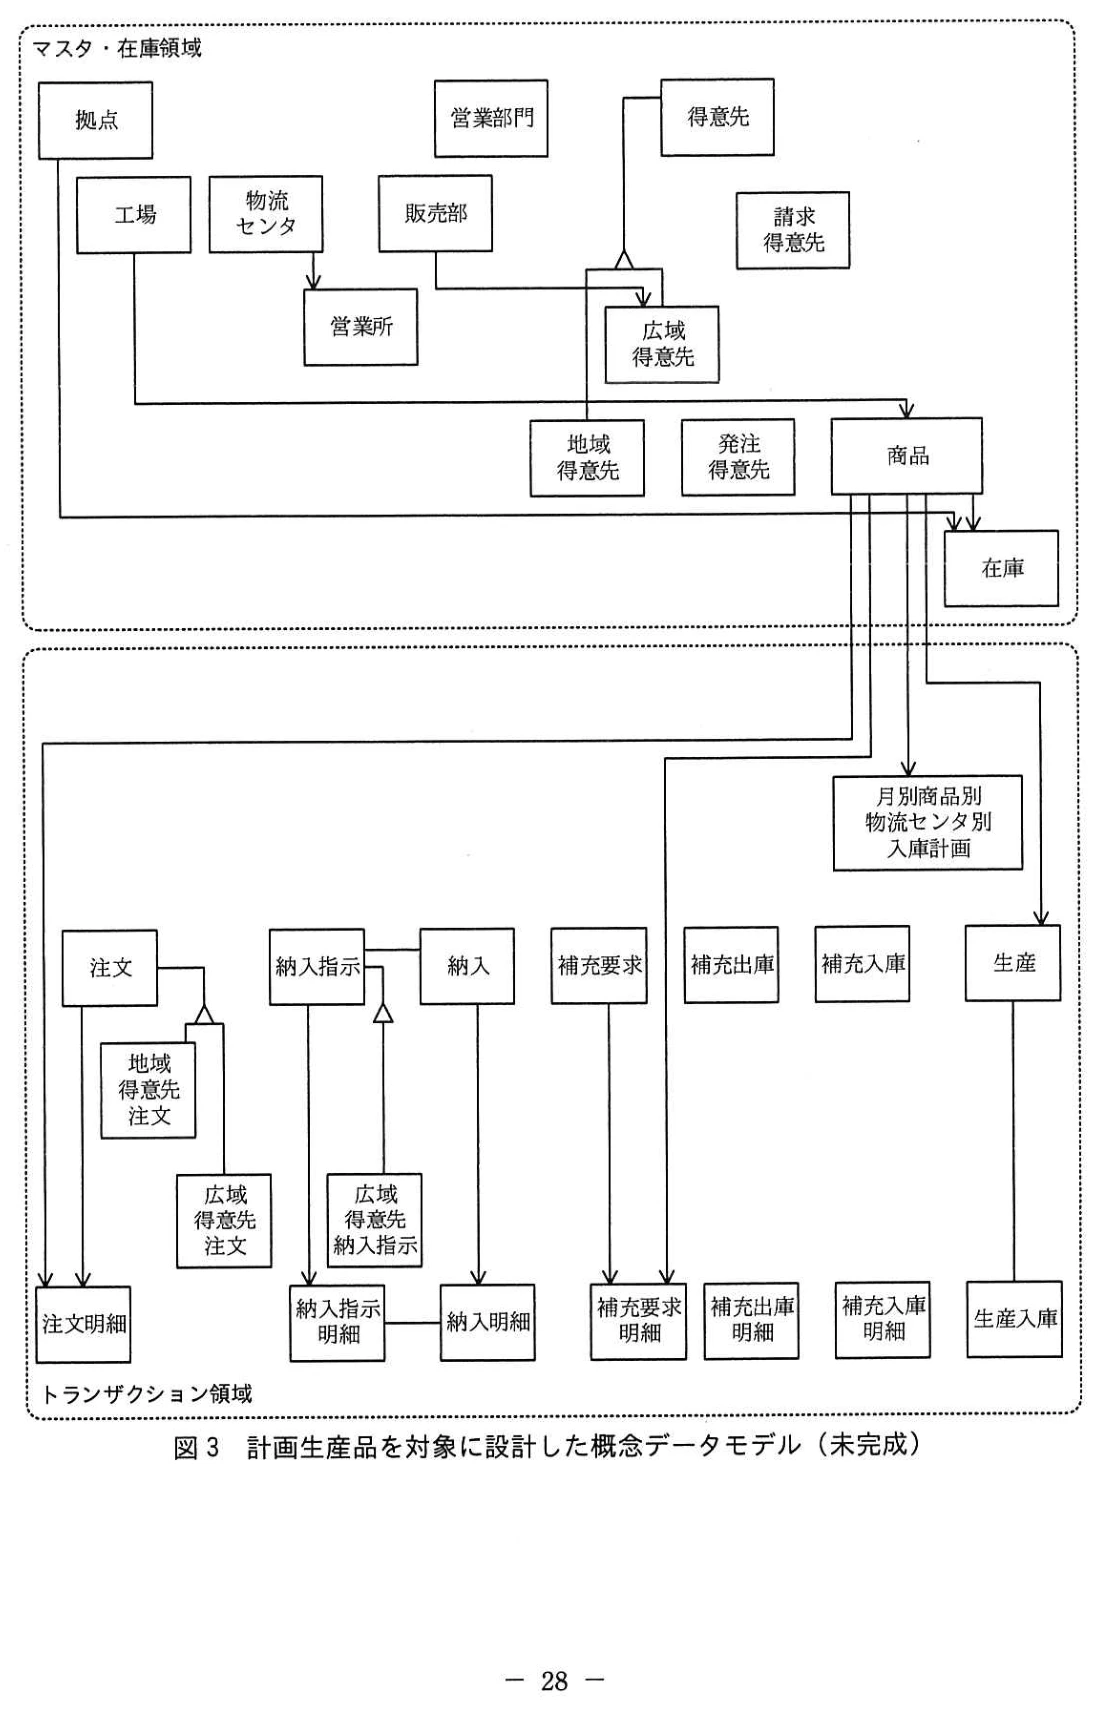 マスタ・在庫領域
拠点
営業部門
得意先
工場
物流
センタ
販売部
請求
得意先
営業所
広域
得意先
地域
得意先
発注
得意先
商品
在庫
月別商品別
物流センタ別
入庫計画
注文
納入指示
納入
補充要求
補充出庫
補充入庫
生産
地域
得意先
注文
広域
得意先
注文
広域
得意先
納入指示
注文明細
納入指示
明細
納入明細
補充要求
明細
補充出庫
明細
補充入庫
明細
生産入庫
トランザクション領域
図3 計画生産品を対象に設計した概念データモデル（未完成）
－ 28 －